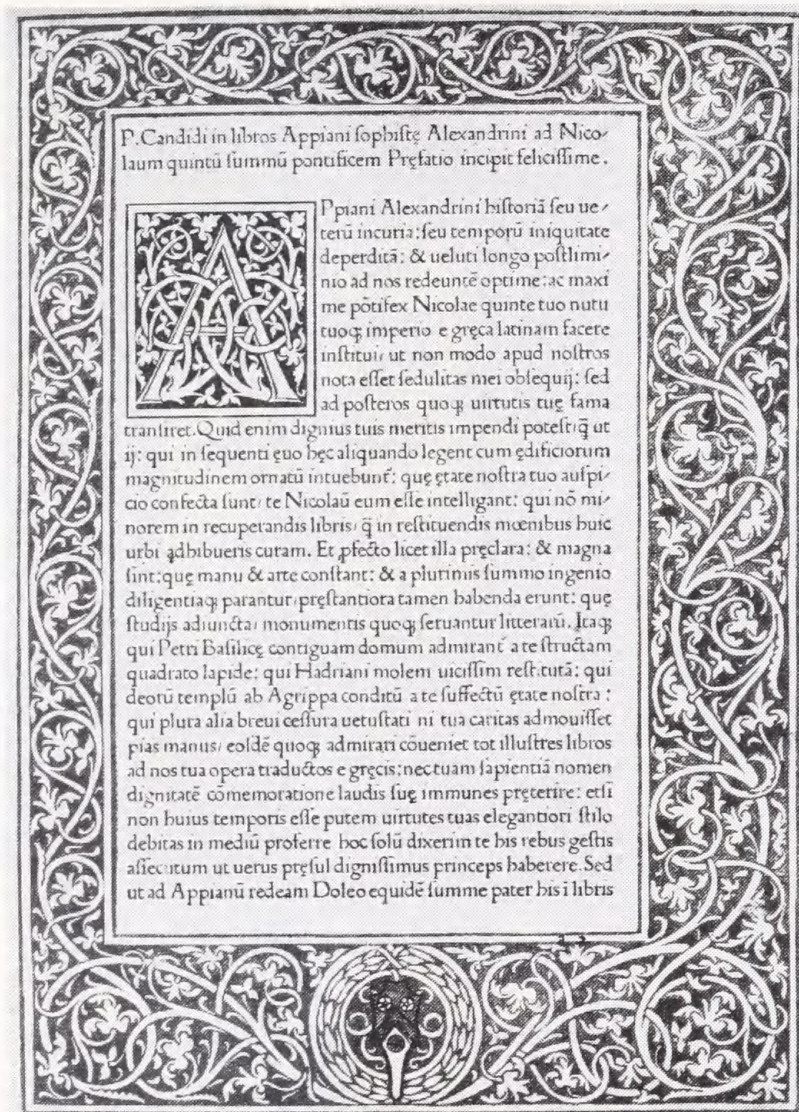 P.Candidi in libros Appiani sophistę Alexandrini ad Nico⸗
laum quintū summū pontificem Pręfatio incipit felicissime.
APpiani Alexandrini historiā seu ue⸗
terū incuria: seu temporū iniquitate
deperditā: & ueluti longo postlimi⸗
nio ad nos redeuntē optime: ac maxi
me pōtifex Nicolae quinte tuo nutu
tuoq; imperio e gręca latinam facere
institui, ut non modo apud nostros
nota esset sedulitas mei obsequij: sed
ad posteros quoq; uirtutis tuę fama
transiret. Quid enim dignius tuis meritis impendi potest q̄ ut
ij: qui in sequenti ęuo hęc aliquando legent cum ędificiorum
magnitudinem ornatū intuebunt᷑: quę ętate nostra tuo auspi⸗
cio confecta sunt, te Nicolaū eum esse intelligant: qui nō mi⸗
norem in recuperandis libris, q̄ in restituendis mœnibus huic
urbi adhibueris curam. Et ꝓfecto licet illa pręclara: & magna
sint: quę manu & arte constant: & a plurimis summo ingenio
diligentiaq; parantur, pręstantiora tamen habenda erunt: quę
studijs adiuncta, monumentis quoq; seruantur litterarū. Itaq;
qui Petri Basilicę contiguam domum admirant᷑ a te structam
quadrato lapide: qui Hadriani molem uicissim restitutā: qui
deorū templū ab Agrippa conditū a te suffectū ętate nostra:
qui plura alia breui cessura uetustati ni tua caritas admouisset
pias manus, eosdē quoq; admirari cōueniet tot illustres libros
ad nos tua opera traductos e gręcis: nec tuam sapientiā nomen
dignitatē cōmemoratione laudis suę immunes pręterire: etsi
non huius temporis esse putem uirtutes tuas elegantiori stilo
debitas in mediū proferre hoc solū dixerim te his rebus gestis
assecutum ut uerus pręsul dignissimus princeps haberere. Sed
ut ad Appianū redeam Doleo equidē summe pater his ī libris